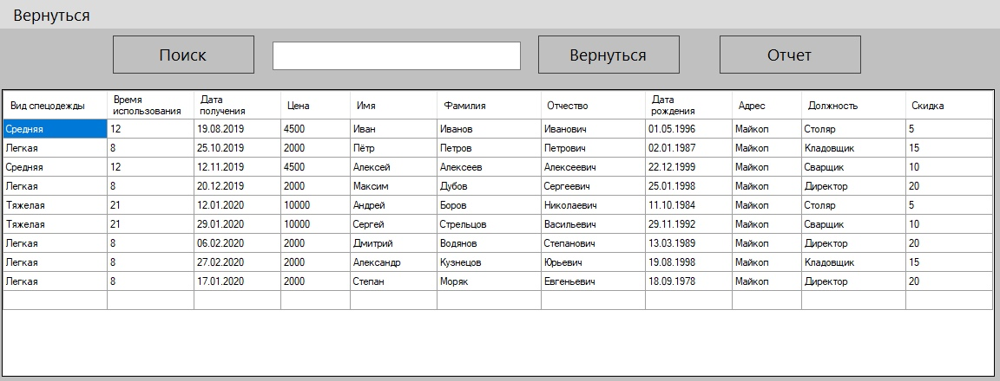 Вернуться
Поиск Вернуться Отчет
Вид спецодежды Время использования Дата получения Цена Имя Фамилия Отчество Дата рождения Адрес Должность Скидка
Средняя 12 19.08.2019 4500 Иван Иванов Иванович 01.05.1996 Майкоп Столяр 5
Легкая 8 25.10.2019 2000 Пётр Петров Петрович 02.01.1987 Майкоп Кладовщик 15
Средняя 12 12.11.2019 4500 Алексей Алексеев Алексеевич 22.12.1999 Майкоп Сварщик 10
Легкая 8 20.12.2019 2000 Максим Дубов Сергеевич 25.01.1998 Майкоп Директор 20
Тяжелая 21 12.01.2020 10000 Андрей Боров Николаевич 11.10.1984 Майкоп Столяр 5
Тяжелая 21 29.01.2020 10000 Сергей Стрельцов Васильевич 29.11.1992 Майкоп Сварщик 10
Легкая 8 06.02.2020 2000 Дмитрий Водянов Степанович 13.03.1989 Майкоп Директор 20
Легкая 8 27.02.2020 2000 Александр Кузнецов Юрьевич 19.08.1998 Майкоп Кладовщик 15
Легкая 8 17.01.2020 2000 Степан Моряк Евгеньевич 18.09.1978 Майкоп Директор 20